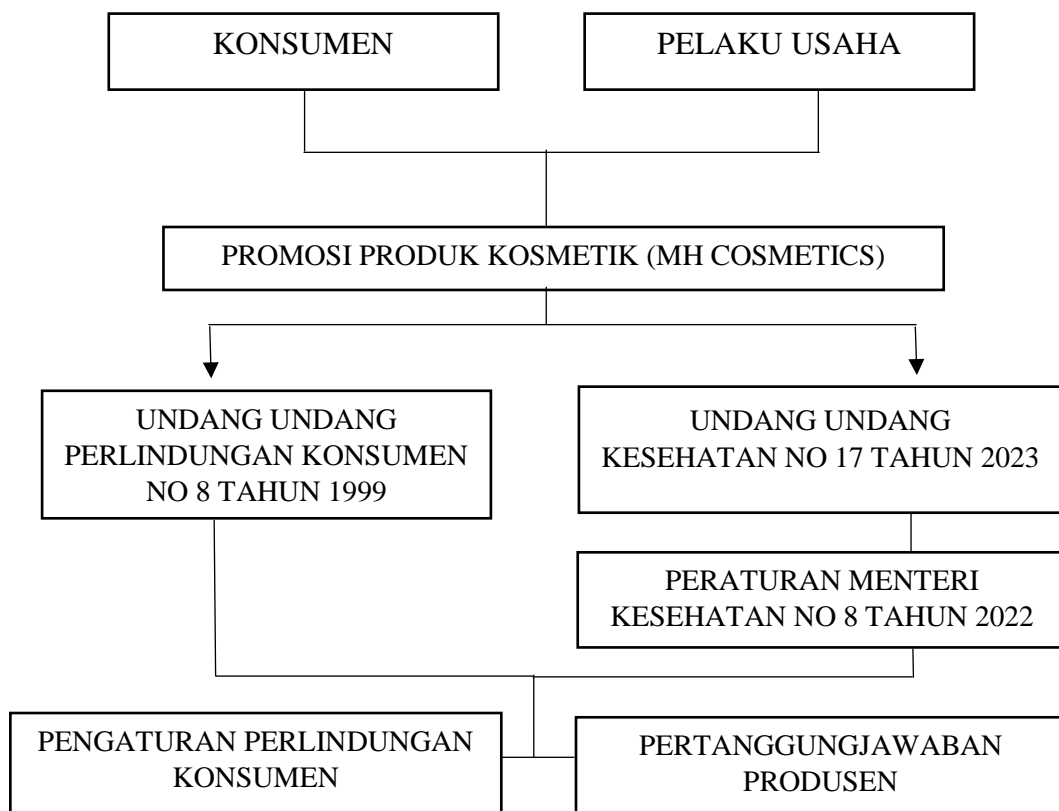 KONSUMEN
PELAKU USAHA
PROMOSI PRODUK KOSMETIK (MH COSMETICS)
UNDANG UNDANG
PERLINDUNGAN KONSUMEN
NO 8 TAHUN 1999
UNDANG UNDANG
KESEHATAN NO 17 TAHUN 2023
PERATURAN MENTERI
KESEHATAN NO 8 TAHUN 2022
PENGATURAN PERLINDUNGAN
KONSUMEN
PERTANGGUNGJAWABAN
PRODUSEN